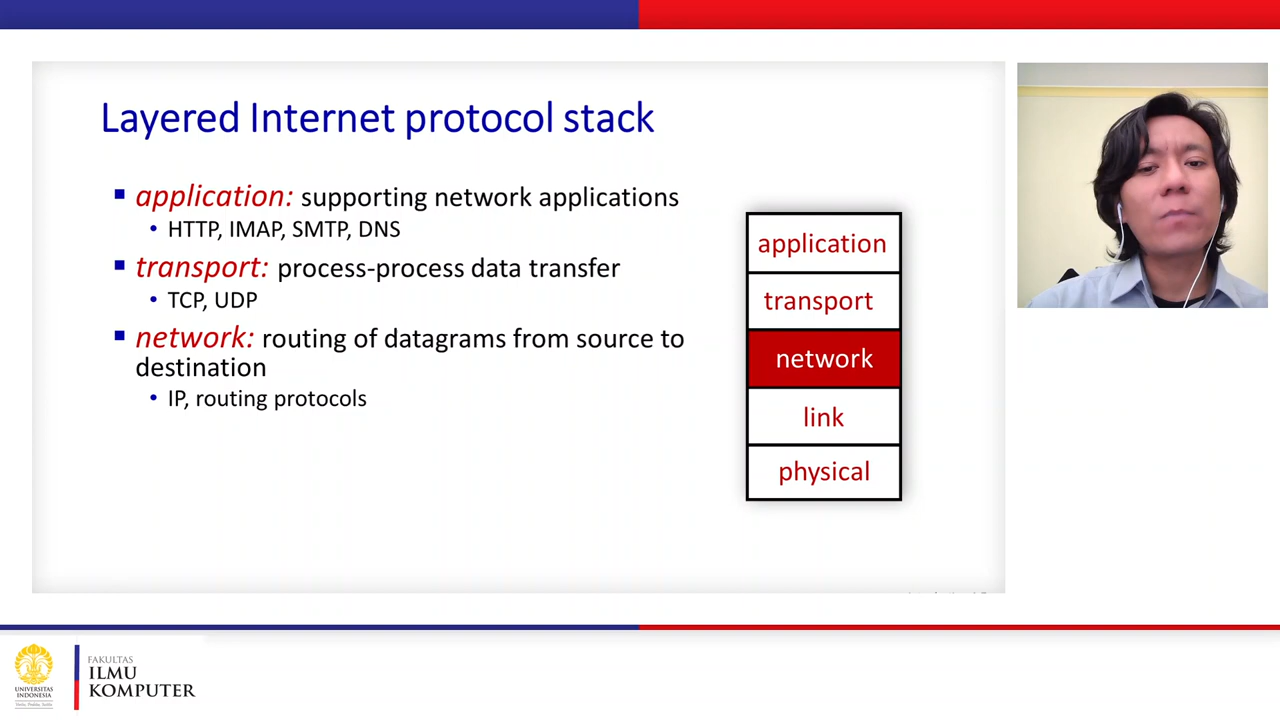 Layered Internet protocol stack
application: supporting network applications
HTTP, IMAP, SMTP, DNS
transport: process-process data transfer
TCP, UDP
network: routing of datagrams from source to
destination
IP, routing protocols
application
transport
network
link
physical
UNIVERSITAS
INDONESIA
FAKULTAS
ILMU
KOMPUTER